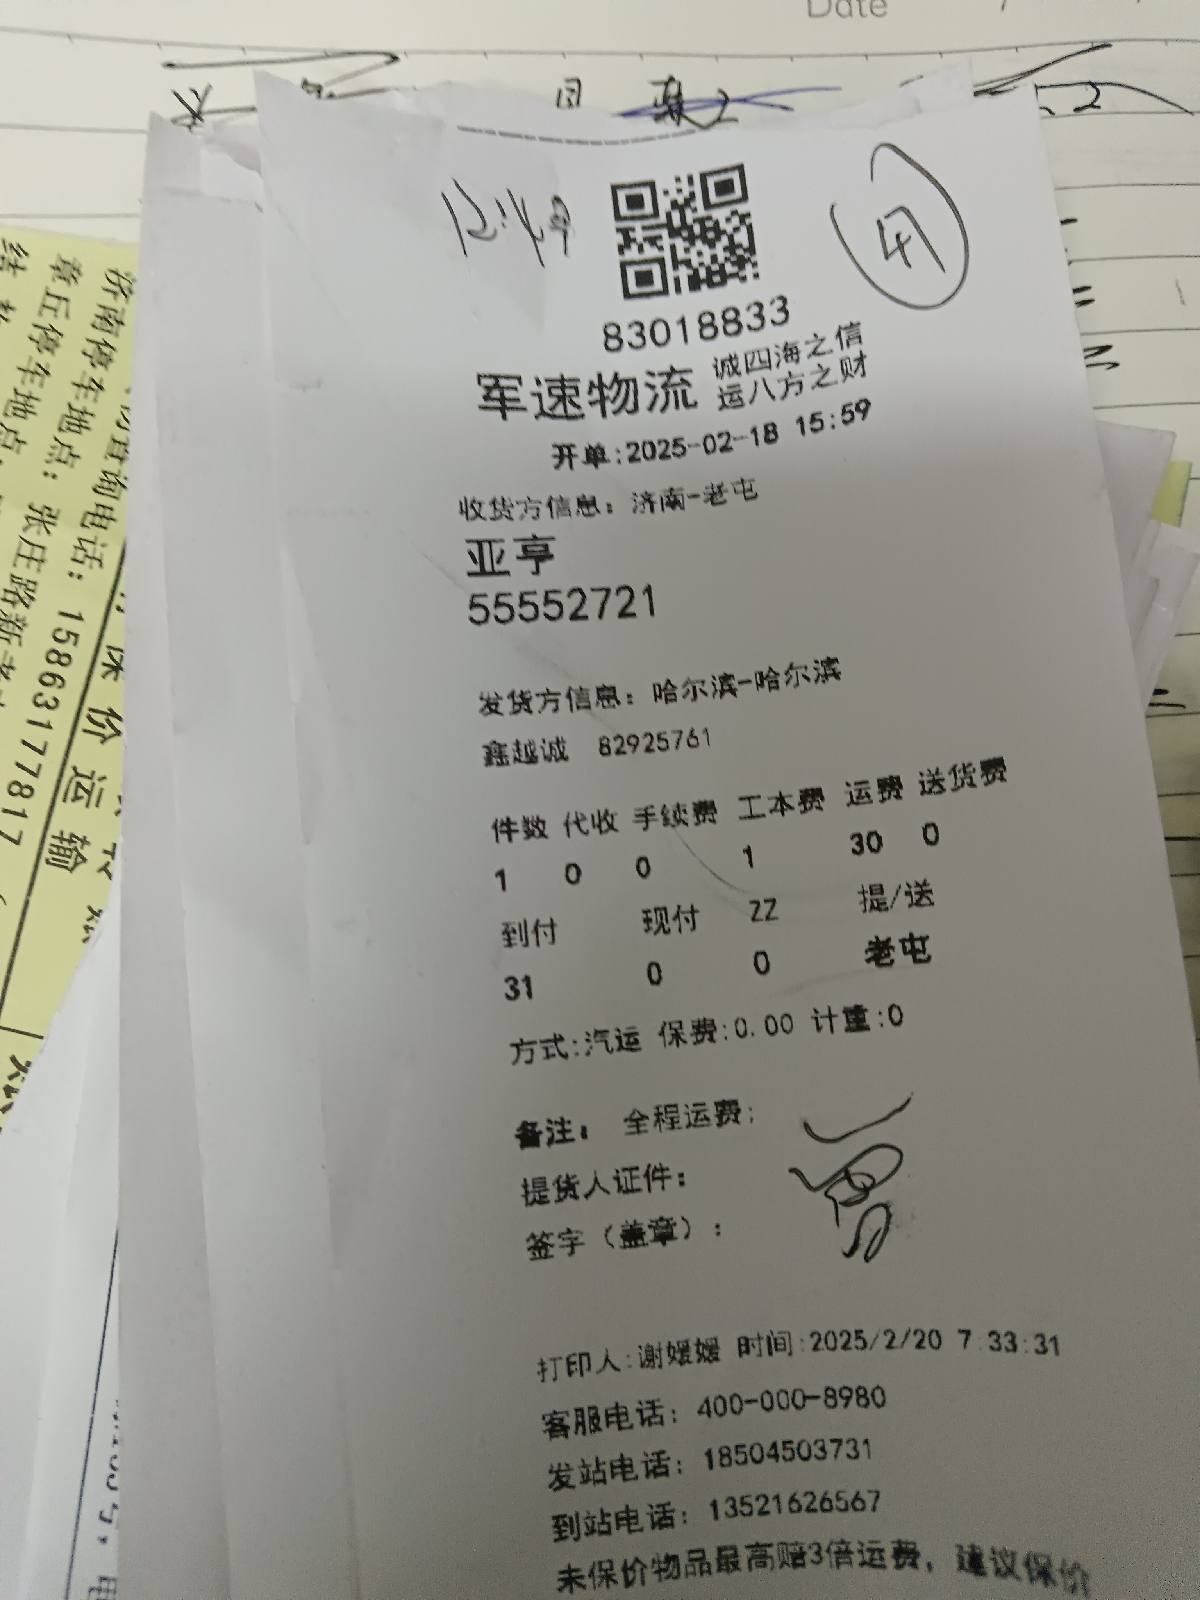 Date
12:49
83018833
军速物流 诚四海之信
运八方之财
开单:2025-02-18 15:59
收货方信息：济南-老屯
亚亨
55552721
发货方信息：哈尔滨-哈尔滨
鑫越诚 82925761
件数 代收 手续费 工本费 运费 送货费
1 0 0 1 30 0
到付 现付 ZZ 提/送
31 0 0 老屯
方式:汽运 保费:0.00 计重:0
备注： 全程运费;
提货人证件：
签字（盖章）：
打印人:谢媛媛 时间:2025/2/20 7:33:31
客服电话：400-000-8980
发站电话：18504503731
到站电话：13521626567
未保价物品最高赔3倍运费，建议保价
查询电话：15863177817
济南停车地点：
章丘停车地点：张庄路新
保价运输